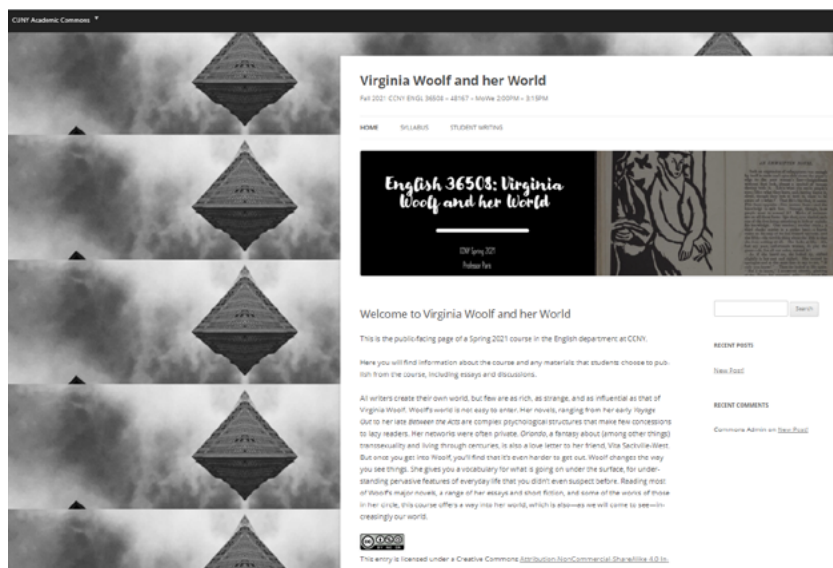 CUNY Academic Commons
Virginia Woolf and her World
Fall 2021 CCNY ENGL 36508 – 48167 – MoWe 2:00PM – 3:15PM
HOME SYLLABUS STUDENT WRITING
English 36508: Virginia
Woolf and her World
CCNY Spring 2021
Professor
Welcome to Virginia Woolf and her World
This is the public-facing page of a Spring 2021 course in the English department at CCNY.
Here you will find information about the course and any materials that students choose to pub-
lish from the course, including essays and discussions.
All writers create their own world, but few are as rich, as strange, and as influential as that of
Virginia Woolf. Woolf's world is not easy to enter. Her novels, ranging from her early Voyage
Out to her late Between the Acts are complex psychological structures that make few concessions
to lazy readers. Her networks were often private. Orlando, a fantasy about (among other things)
transsexuality and living through centuries, is also a love letter to her friend, Vita Sackville-West.
But once you get into Woolf, you'll find that it's even harder to get out. Woolf changes the way
you see things. She gives you a vocabulary for what is going on under the surface, for under-
standing pervasive features of everyday life that you didn't even suspect before. Reading most
of Woolf's major novels, a range of her essays and short fiction, and some of the works of those
in her circle, this course offers a way into her world, which is also—as we will come to see—in-
creasingly our world.
This entry is licensed under a Creative Commons Attribution-NonCommercial-ShareAlike 4.0 In-
Search
RECENT POSTS
New Post!
RECENT COMMENTS
Commons Admin on New Post!